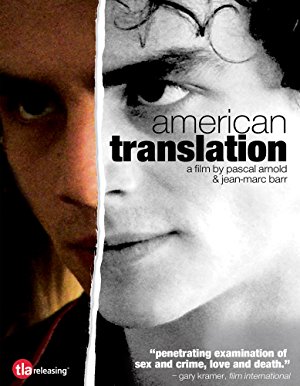 american
translation
a film by pascal arnold
& jean-marc barr
"penetrating examination of
sex and crime, love and death."
– gary kramer, film international
tla
releasing™